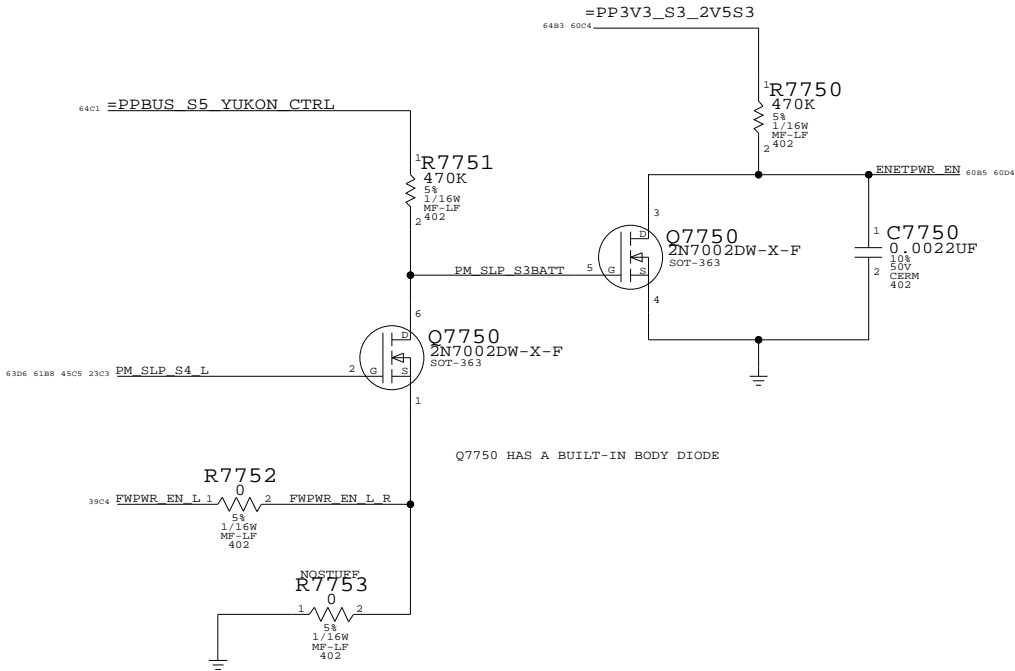 =PP3V3_S3_2V5S3
64B3 60C4
1
R7750
470K
5%
1/16W
MF-LF
402
2
64C1 =PPBUS_S5_YUKON_CTRL
1
R7751
470K
5%
1/16W
MF-LF
402
2
ENETPWR_EN 60B5 60D4
3
D
Q7750
2N7002DW-X-F
SOT-363
G
S
5
4
1
C7750
0.0022UF
10%
50V
CERM
402
2
PM_SLP_S3BATT
6
D
Q7750
2N7002DW-X-F
SOT-363
G
S
2
1
63D6 61B8 45C5 23C3 PM_SLP_S4_L
Q7750 HAS A BUILT-IN BODY DIODE
R7752
0
39C4 FWPWR_EN_L 1 2 FWPWR_EN_L_R
5%
1/16W
MF-LF
402
NOSTUFF
R7753
0
1 2
5%
1/16W
MF-LF
402